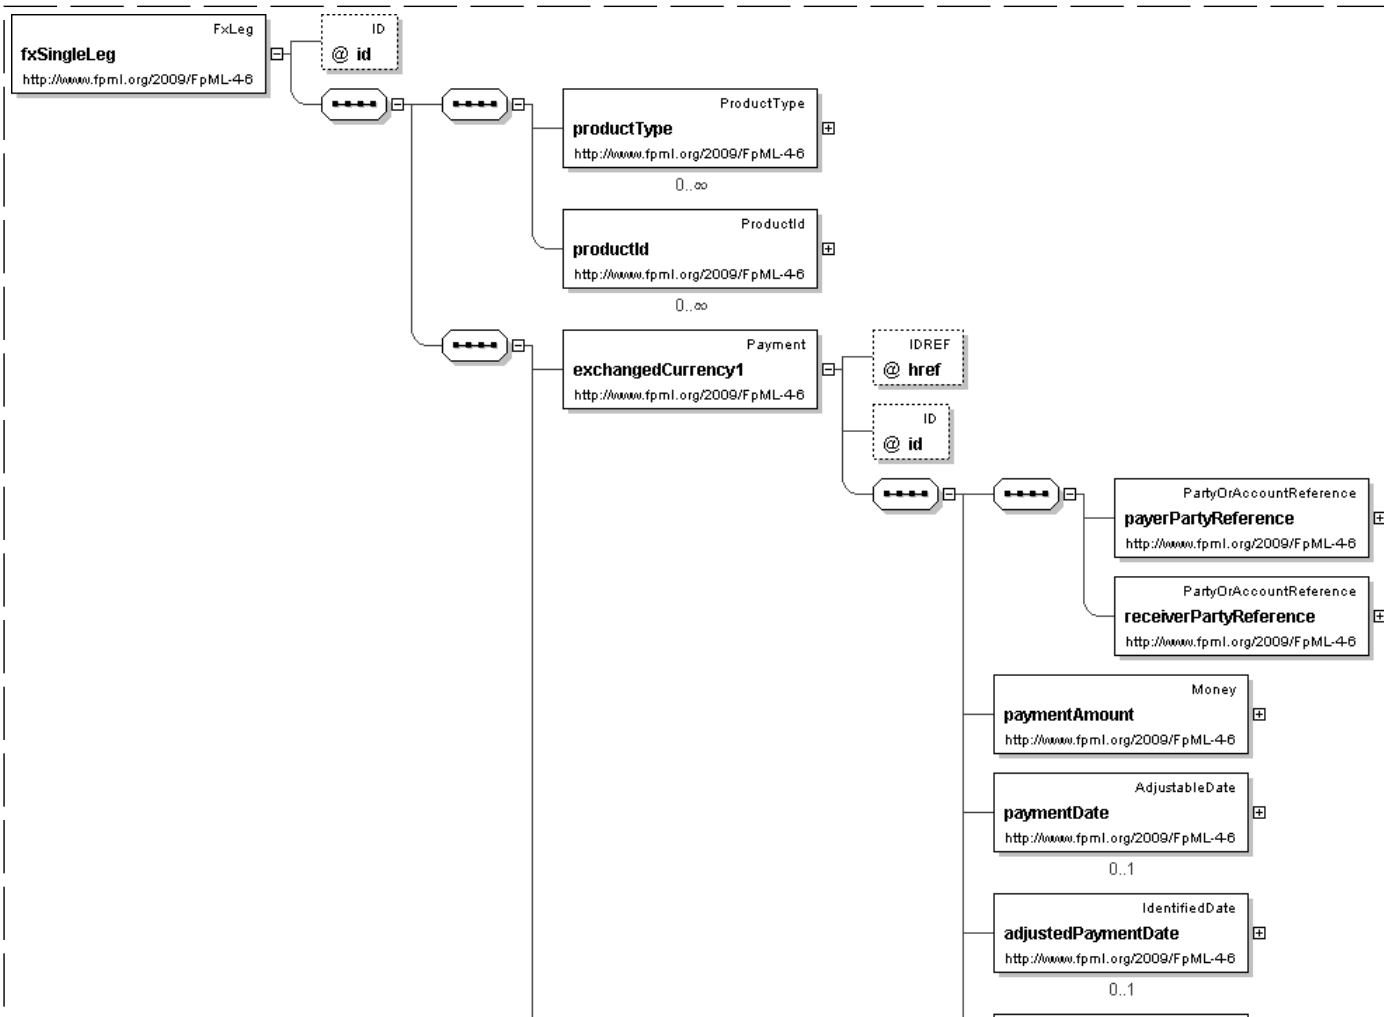 FxLeg
fxSingleLeg
http://www.fpml.org/2009/FpML-4-6
ID
@ id
ProductType
productType
http://www.fpml.org/2009/FpML-4-6
0..∞
ProductId
productId
http://www.fpml.org/2009/FpML-4-6
0..∞
Payment
exchangedCurrency1
http://www.fpml.org/2009/FpML-4-6
IDREF
@ href
ID
@ id
PartyOrAccountReference
payerPartyReference
http://www.fpml.org/2009/FpML-4-6
PartyOrAccountReference
receiverPartyReference
http://www.fpml.org/2009/FpML-4-6
Money
paymentAmount
http://www.fpml.org/2009/FpML-4-6
AdjustableDate
paymentDate
http://www.fpml.org/2009/FpML-4-6
0..1
IdentifiedDate
adjustedPaymentDate
http://www.fpml.org/2009/FpML-4-6
0..1